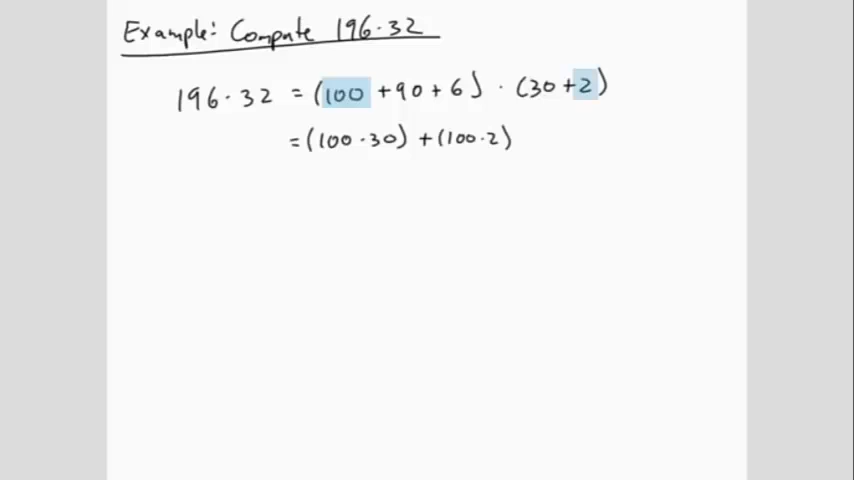 Example: Compute 196·32
196·32 = (100 +90 + 6) · (30 +2)
= (100 ·30) + (100·2)